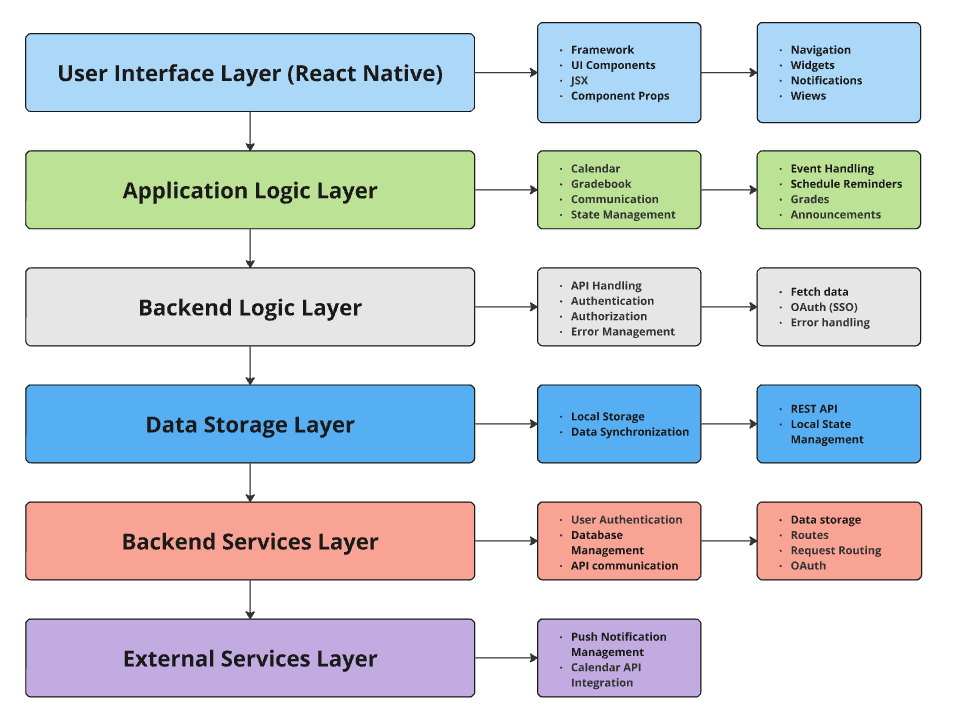 User Interface Layer (React Native)
· Framework
· UI Components
· JSX
· Component Props
· Navigation
· Widgets
· Notifications
· Wiews
Application Logic Layer
· Calendar
· Gradebook
· Communication
· State Management
· Event Handling
· Schedule Reminders
· Grades
· Announcements
Backend Logic Layer
· API Handling
· Authentication
· Authorization
· Error Management
· Fetch data
· OAuth (SSO)
· Error handling
Data Storage Layer
· Local Storage
· Data Synchronization
· REST API
· Local State
Management
Backend Services Layer
· User Authentication
· Database
Management
· API communication
· Data storage
· Routes
· Request Routing
· OAuth
External Services Layer
· Push Notification
Management
· Calendar API
Integration